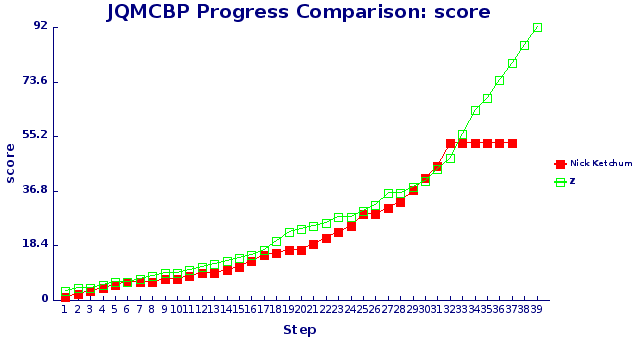 JQMCBP Progress Comparison: score
92
73.6
55.2
36.8
18.4
0
score
1 2 3 4 5 6 7 8 9 10 11 12 13 14 15 16 17 18 19 20 21 22 23 24 25 26 27 28 29 30 31 32 33 34 35 36 37 38 39
Step
Nick Ketchum
Z